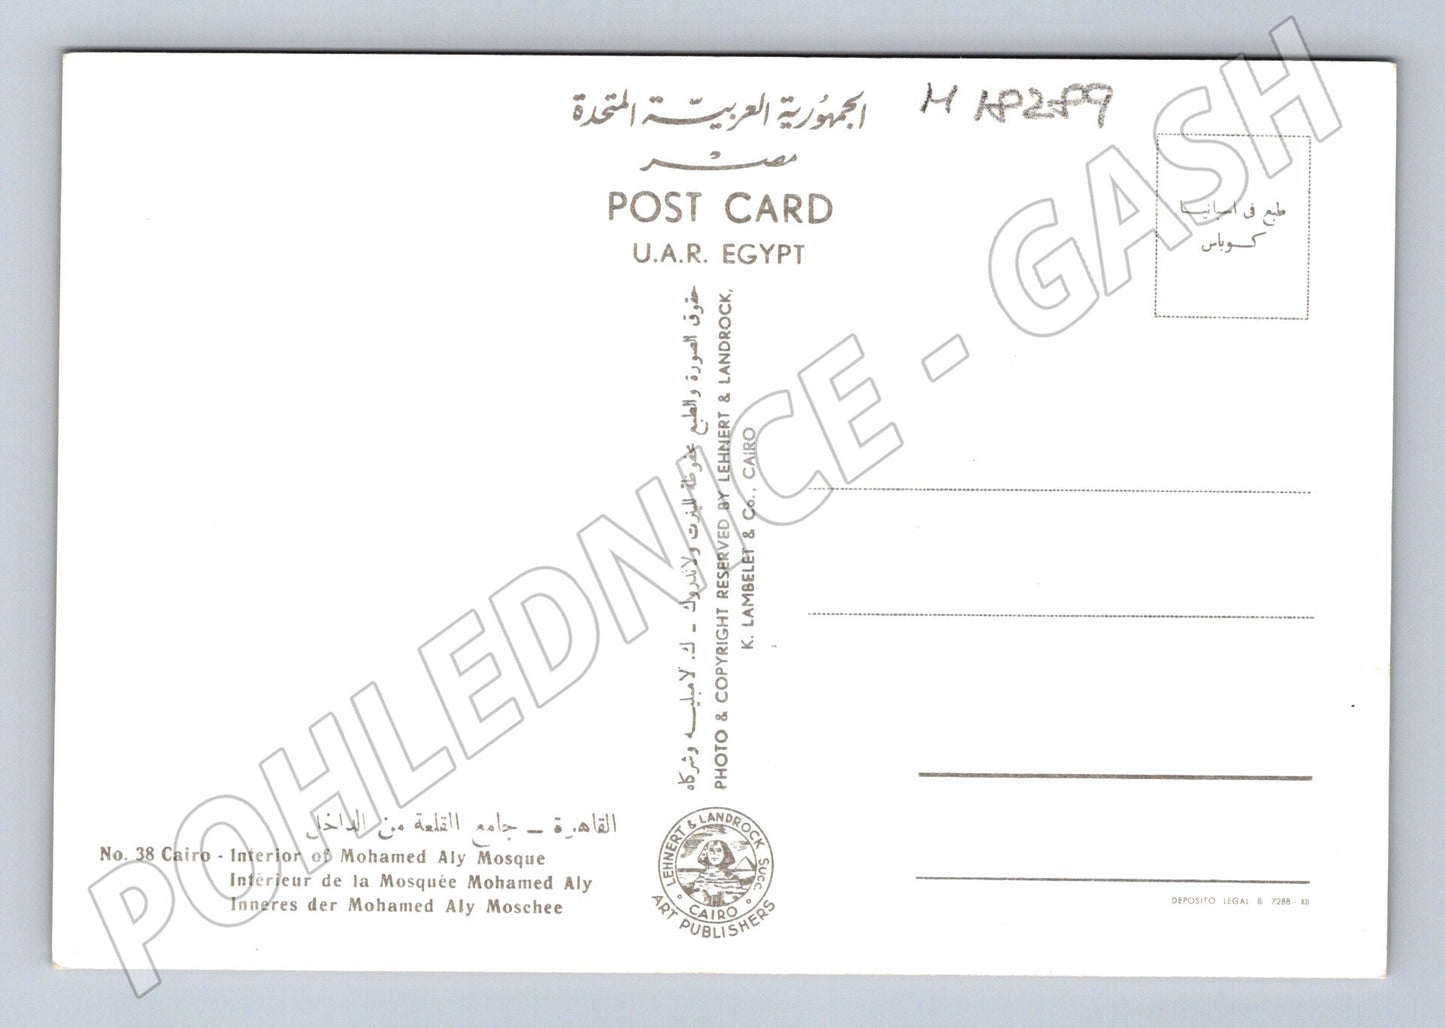 الجمهورية العربية المتحدة
مصر
POST CARD
U.A.R. EGYPT
طبع في اسبانيا
كوباس
حقوق الصورة والطبع محفوظة للينرت ولاندروك - ك. لامبليه وشركاه
PHOTO & COPYRIGHT RESERVED BY LEHNERT & LANDROCK,
K. LAMBELET & Co., CAIRO
القاهرة - جامع القلعة من الداخل
No. 38 Cairo - Interior of Mohamed Aly Mosque
Intérieur de la Mosquée Mohamed Aly
Inneres der Mohamed Aly Moschee
LEHNERT & LANDROCK SUCC.
CAIRO
ART PUBLISHERS
DEPOSITO LEGAL B. 7288 - XII
POHLEDNICE - GASH